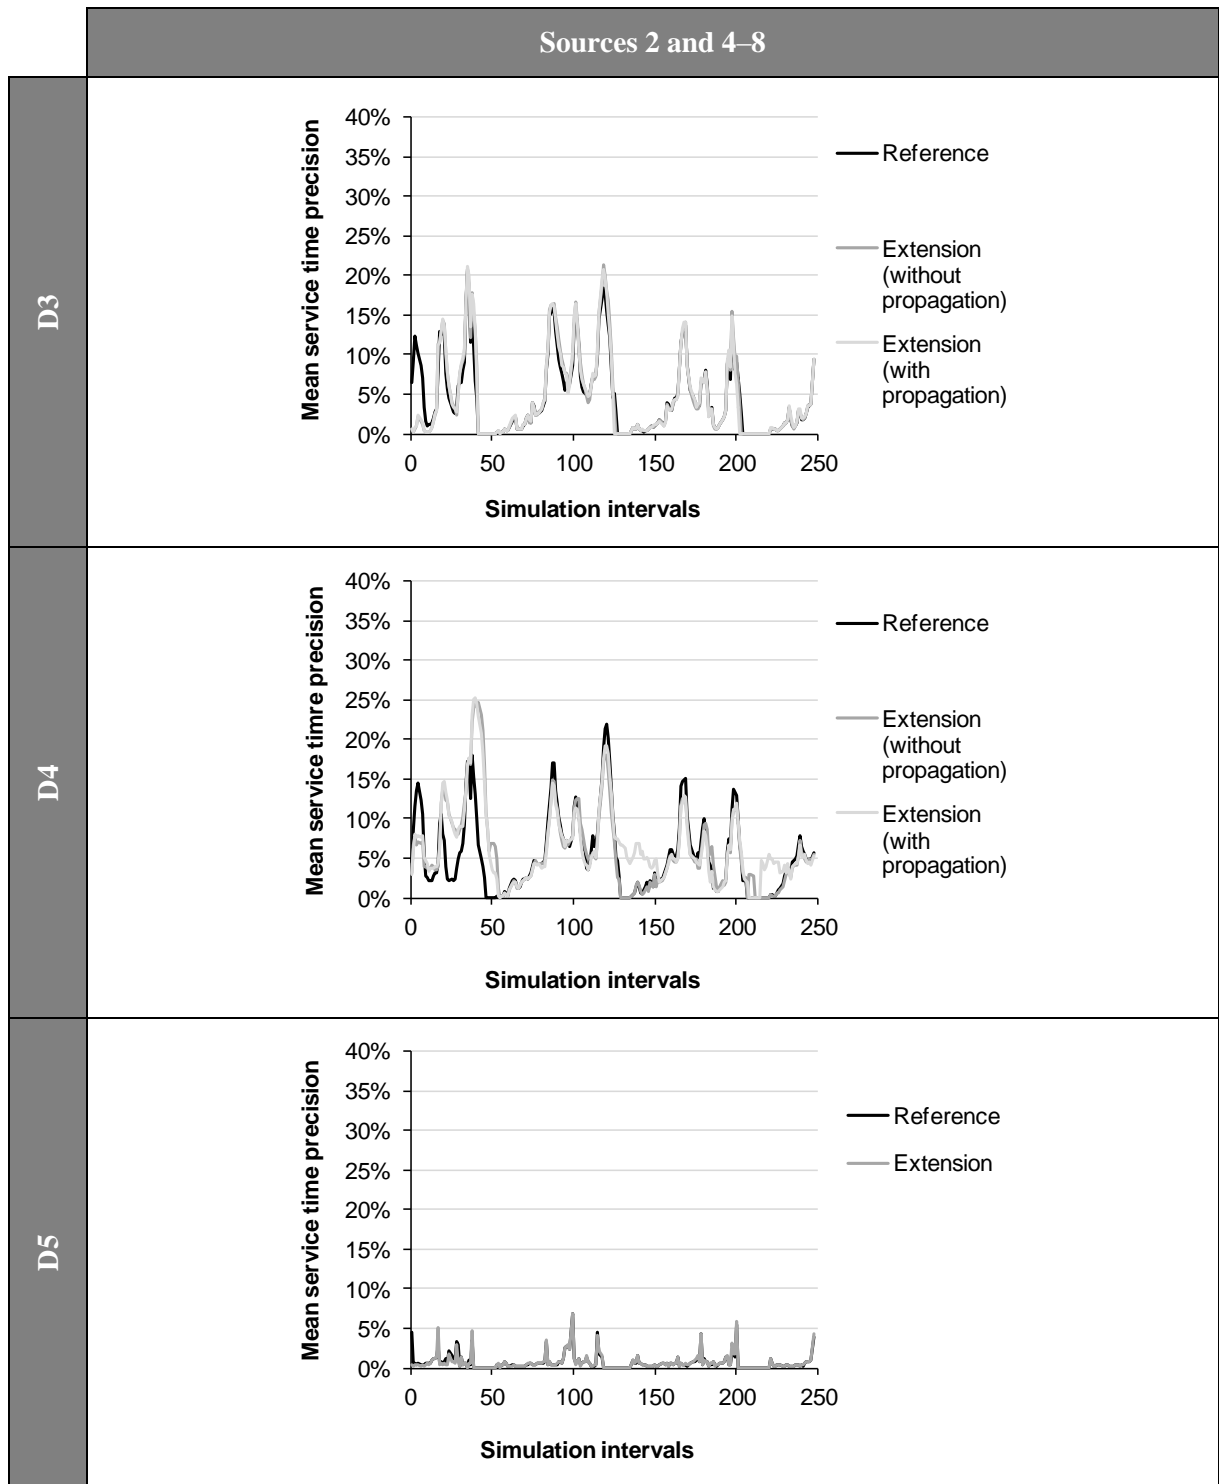 Sources 2 and 4–8
D3
Mean service time precision
40%
35%
30%
25%
20%
15%
10%
5%
0%
0 50 100 150 200 250
Simulation intervals
Reference
Extension
(without
propagation)
Extension
(with
propagation)
D4
Mean service timre precision
40%
35%
30%
25%
20%
15%
10%
5%
0%
0 50 100 150 200 250
Simulation intervals
Reference
Extension
(without
propagation)
Extension
(with
propagation)
D5
Mean service time precision
40%
35%
30%
25%
20%
15%
10%
5%
0%
0 50 100 150 200 250
Simulation intervals
Reference
Extension